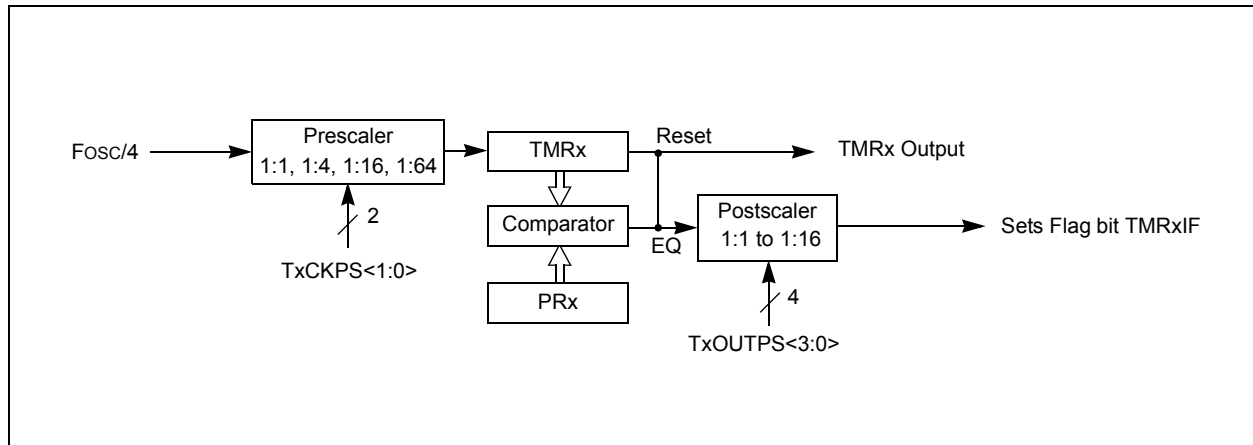 Fosc/4
Prescaler
1:1, 1:4, 1:16, 1:64
2
TxCKPS<1:0>
TMRx
Comparator
PRx
Reset
EQ
TMRx Output
Postscaler
1:1 to 1:16
4
TxOUTPS<3:0>
Sets Flag bit TMRxIF